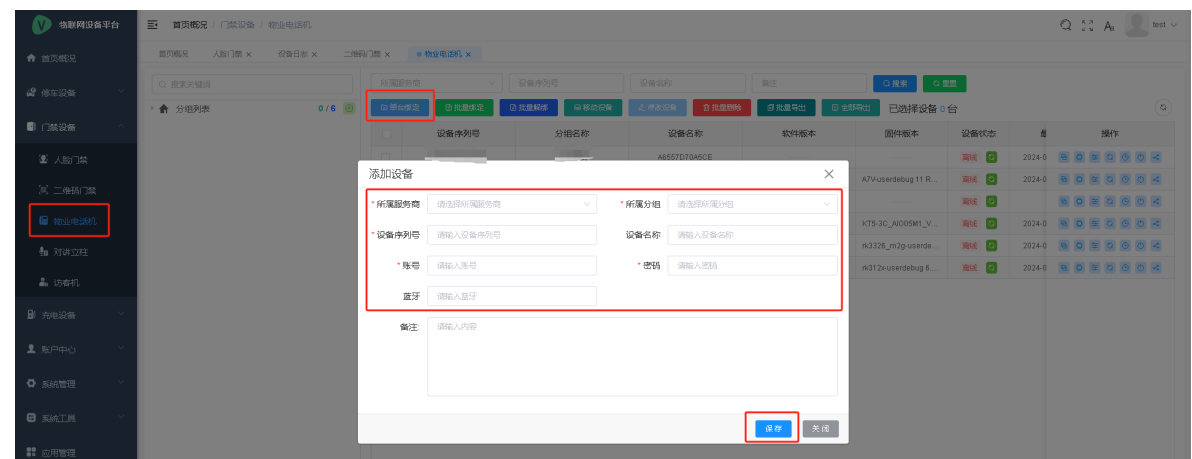 物联网设备平台
首页概况 / 门禁设备 / 物业电话机
test
首页概况
人脸门禁 ×
设备日志 ×
二维码门禁 ×
物业电话机 ×
首页概况
停车设备
门禁设备
人脸门禁
二维码门禁
物业电话机
对讲立柱
访客机
充电设备
账户中心
系统管理
系统工具
应用管理
搜索关键词
分组列表
0 / 6
所属服务商
设备序列号
设备名称
备注
搜索
重置
单台绑定
批量绑定
批量解绑
移动设备
修改设备
批量删除
批量导出
全部导出
已选择设备 0 台
设备序列号
分组名称
设备名称
软件版本
固件版本
设备状态
操作
A6557D70A5CE
离线
2024-0
A7V-userdebug 11 R...
离线
2024-0
离线
KT5-3C_AIO05M1_V...
离线
2024-0
rk3326_m2g-userde...
离线
2024-0
rk312x-userdebug 6....
离线
2024-0
添加设备
* 所属服务商
请选择所属服务商
* 所属分组
请选择所属分组
* 设备序列号
请输入设备序列号
设备名称
请输入设备名称
* 账号
请输入账号
* 密码
请输入密码
蓝牙
请输入蓝牙
备注:
请输入内容
保存
关闭